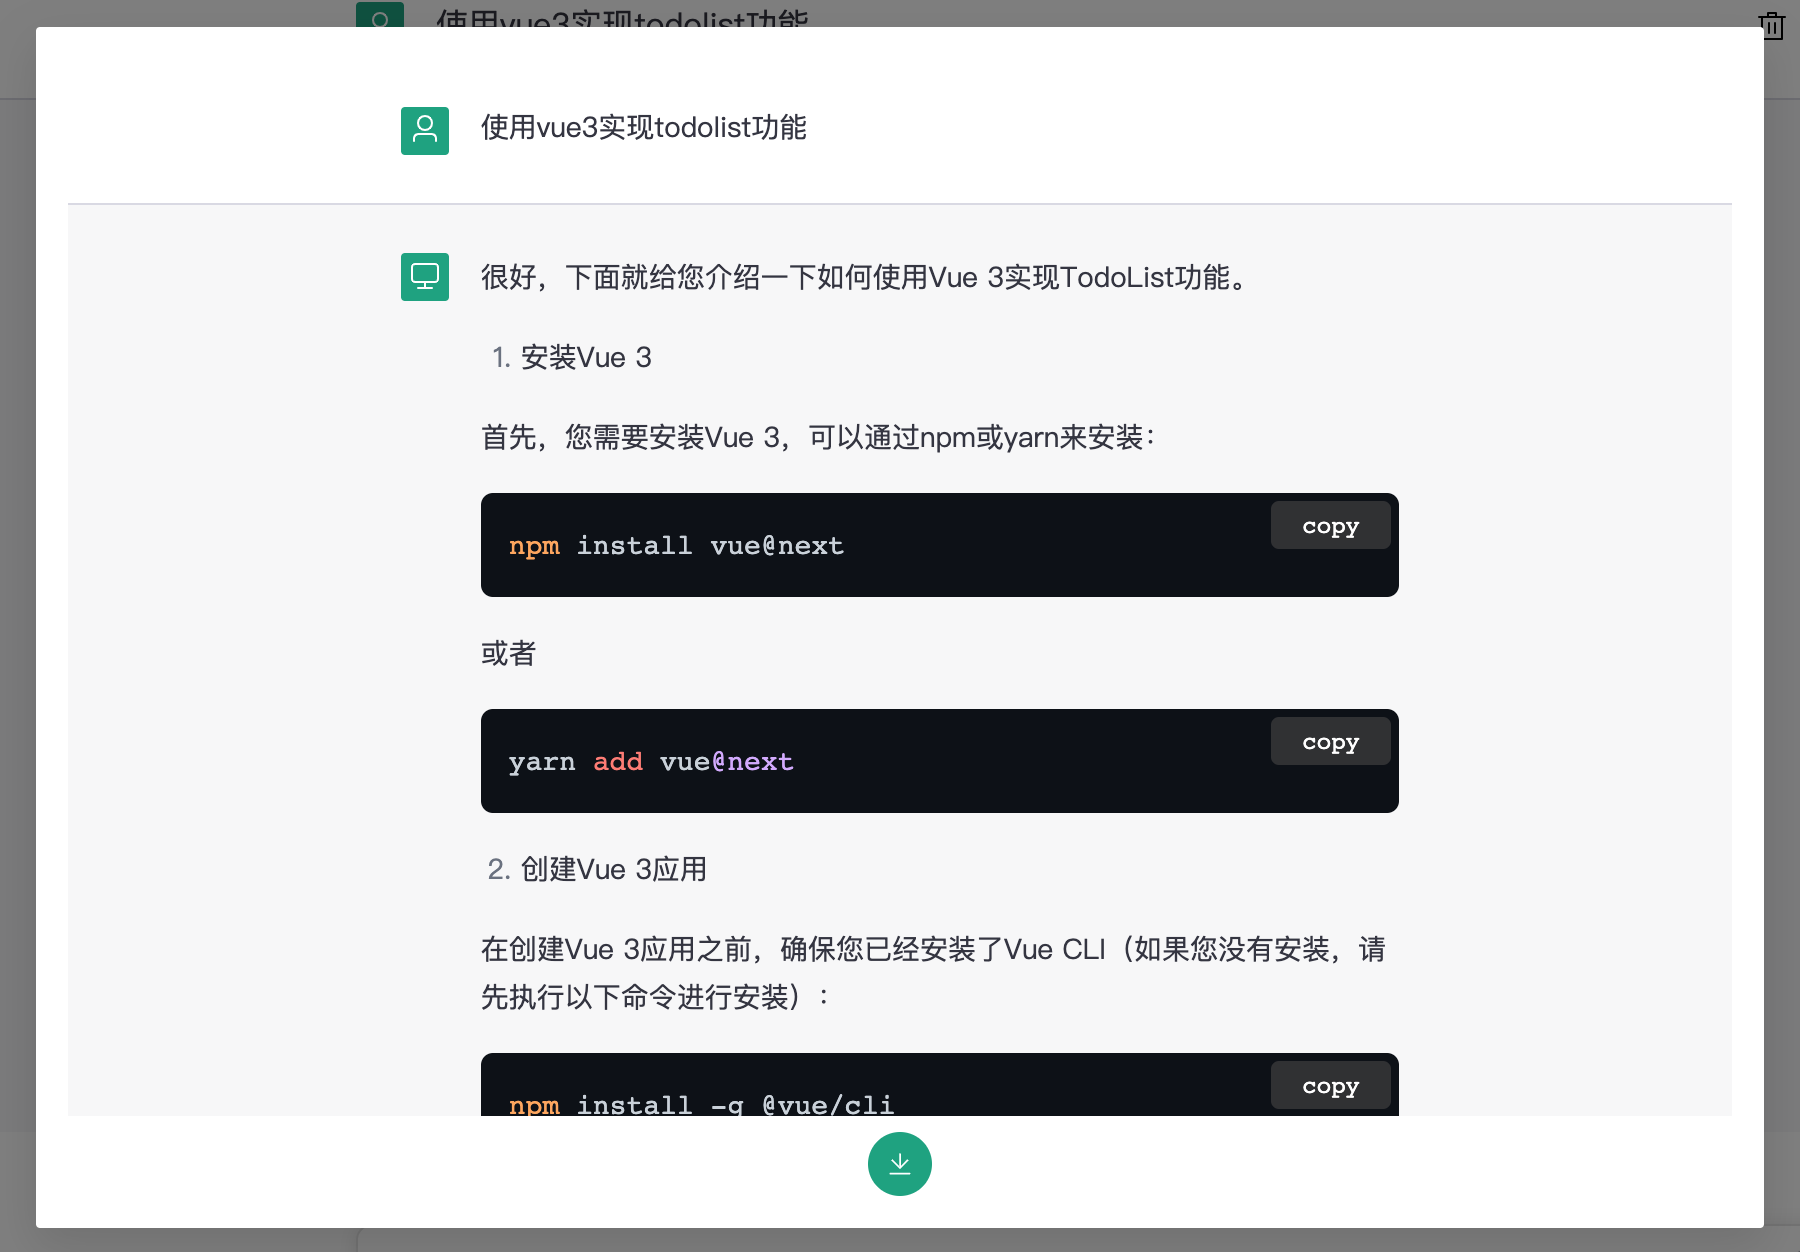 使用vue3实现todolist功能
使用vue3实现todolist功能
很好，下面就给您介绍一下如何使用Vue 3实现TodoList功能。
1. 安装Vue 3
首先，您需要安装Vue 3，可以通过npm或yarn来安装：
copy
npm install vue@next
或者
copy
yarn add vue@next
2. 创建Vue 3应用
在创建Vue 3应用之前，确保您已经安装了Vue CLI（如果您没有安装，请
先执行以下命令进行安装）：
copy
npm install -g @vue/cli